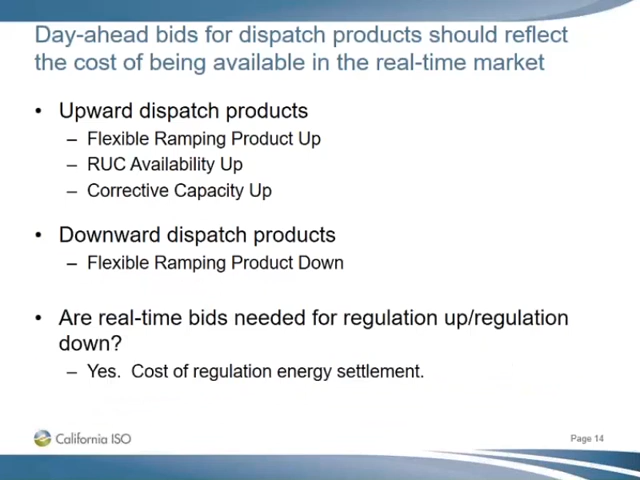 Day-ahead bids for dispatch products should reflect
the cost of being available in the real-time market
• Upward dispatch products
– Flexible Ramping Product Up
– RUC Availability Up
– Corrective Capacity Up
• Downward dispatch products
– Flexible Ramping Product Down
• Are real-time bids needed for regulation up/regulation
down?
– Yes. Cost of regulation energy settlement.
California ISO
Page 14